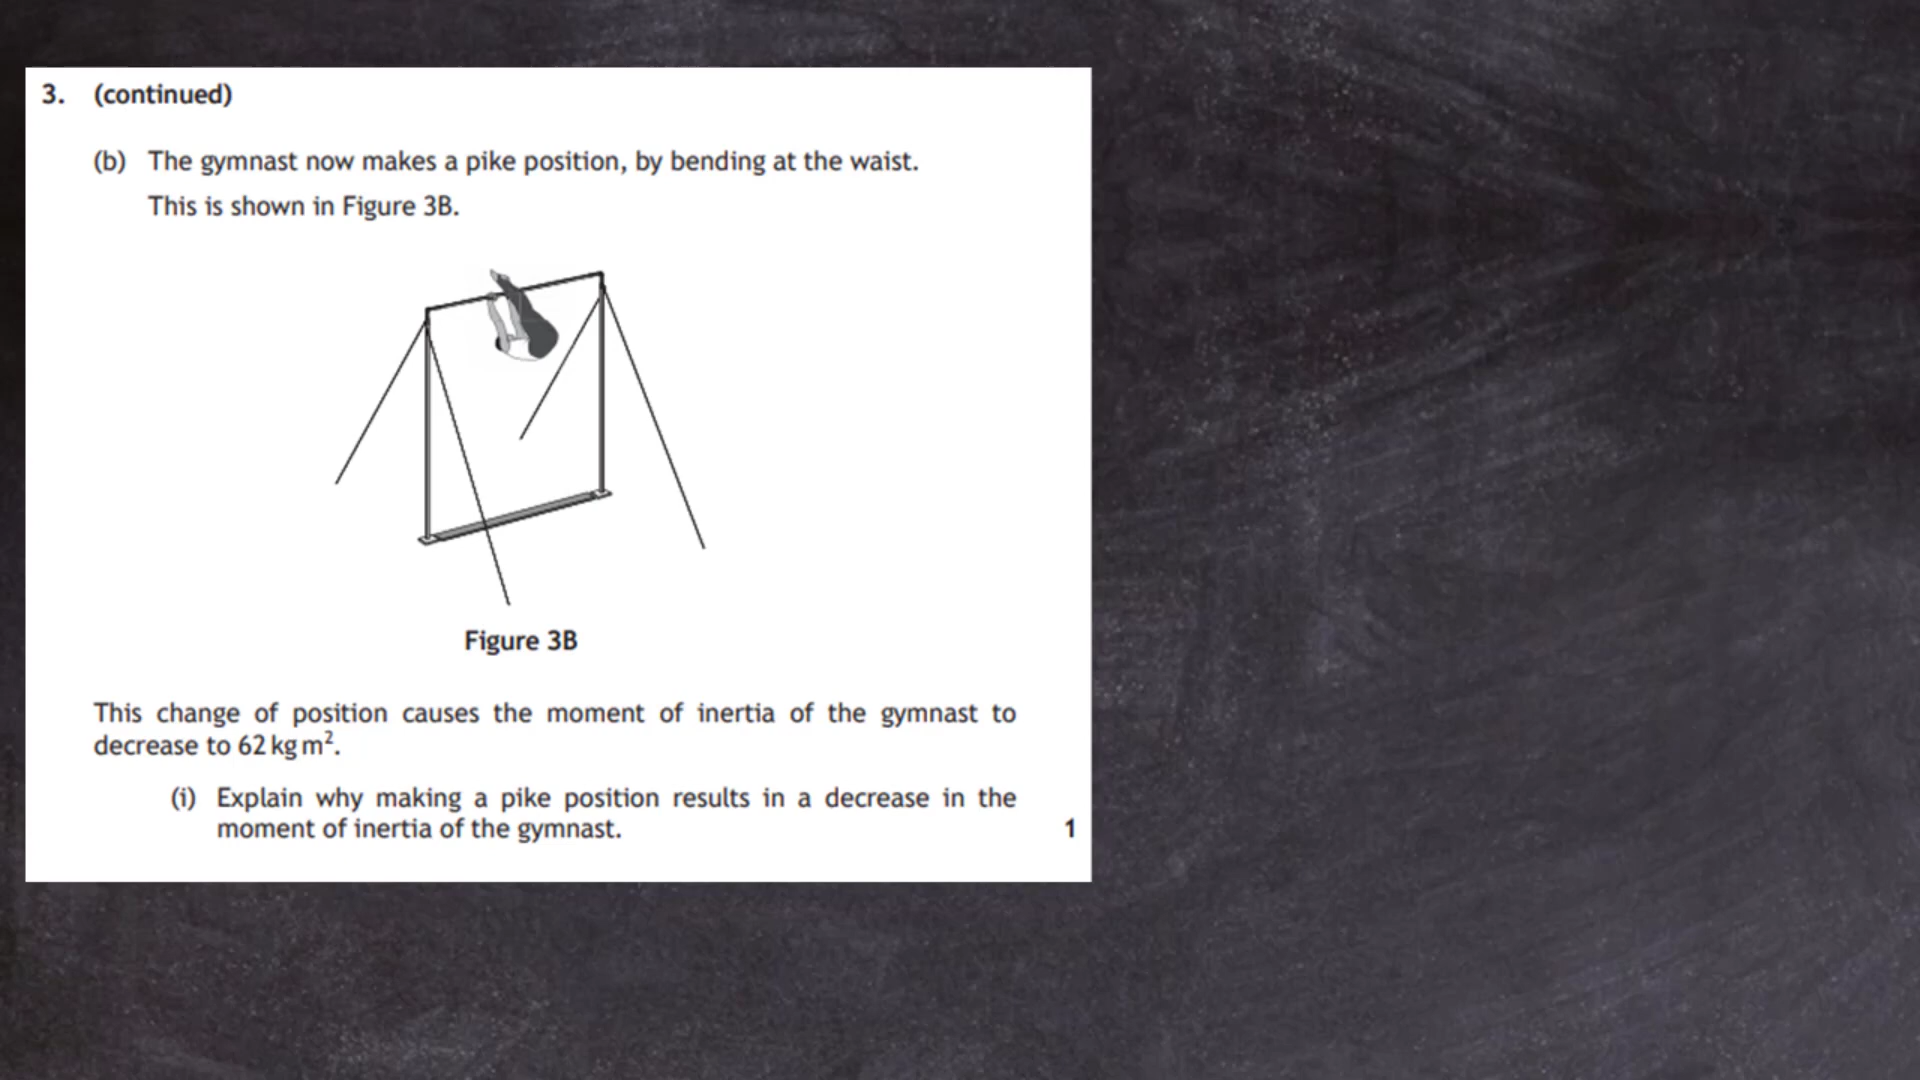 3. (continued)
(b) The gymnast now makes a pike position, by bending at the waist.
This is shown in Figure 3B.
Figure 3B
This change of position causes the moment of inertia of the gymnast to
decrease to 62 kg m².
(i) Explain why making a pike position results in a decrease in the
moment of inertia of the gymnast. 1